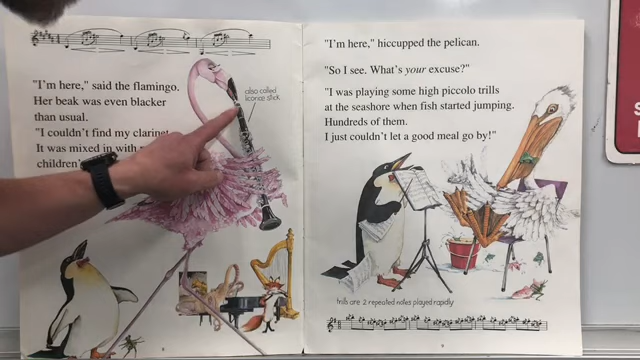 "I'm here," said the flamingo.
Her beak was even blacker
than usual.
"I couldn't find my clarinet
It was mixed in with
children'
also called
licorice stick
"I'm here," hiccupped the pelican.
"So I see. What's your excuse?"
"I was playing some high piccolo trills
at the seashore when fish started jumping.
Hundreds of them.
I just couldn't let a good meal go by!"
trills are 2 repeated notes played rapidly
8
9
S